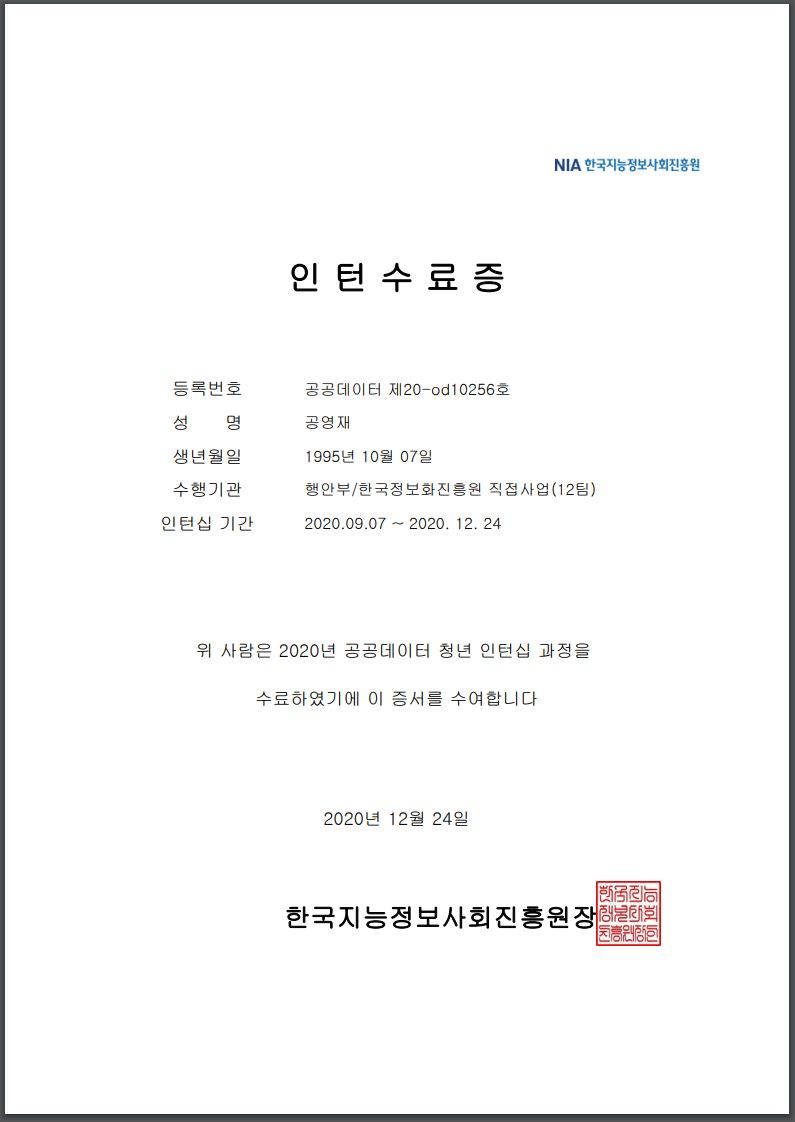 NIA 한국지능정보사회진흥원
인턴수료증
등록번호 공공데이터 제20-od10256호
성 명 공영재
생년월일 1995년 10월 07일
수행기관 행안부/한국정보화진흥원 직접사업(12팀)
인턴십 기간 2020.09.07 ~ 2020. 12. 24
위 사람은 2020년 공공데이터 청년 인턴십 과정을
수료하였기에 이 증서를 수여합니다
2020년 12월 24일
한국지능정보사회진흥원장